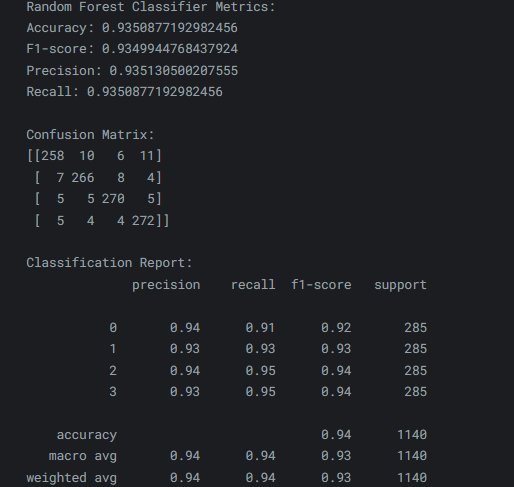 Random Forest Classifier Metrics:
Accuracy: 0.9350877192982456
F1-score: 0.9349944768437924
Precision: 0.935130500207555
Recall: 0.9350877192982456
Confusion Matrix:
[[258 10 6 11]
[ 7 266 8 4]
[ 5 5 270 5]
[ 5 4 4 272]]
Classification Report:
precision recall f1-score support
0 0.94 0.91 0.92 285
1 0.93 0.93 0.93 285
2 0.94 0.95 0.94 285
3 0.93 0.95 0.94 285
accuracy 0.94 1140
macro avg 0.94 0.94 0.93 1140
weighted avg 0.94 0.94 0.93 1140